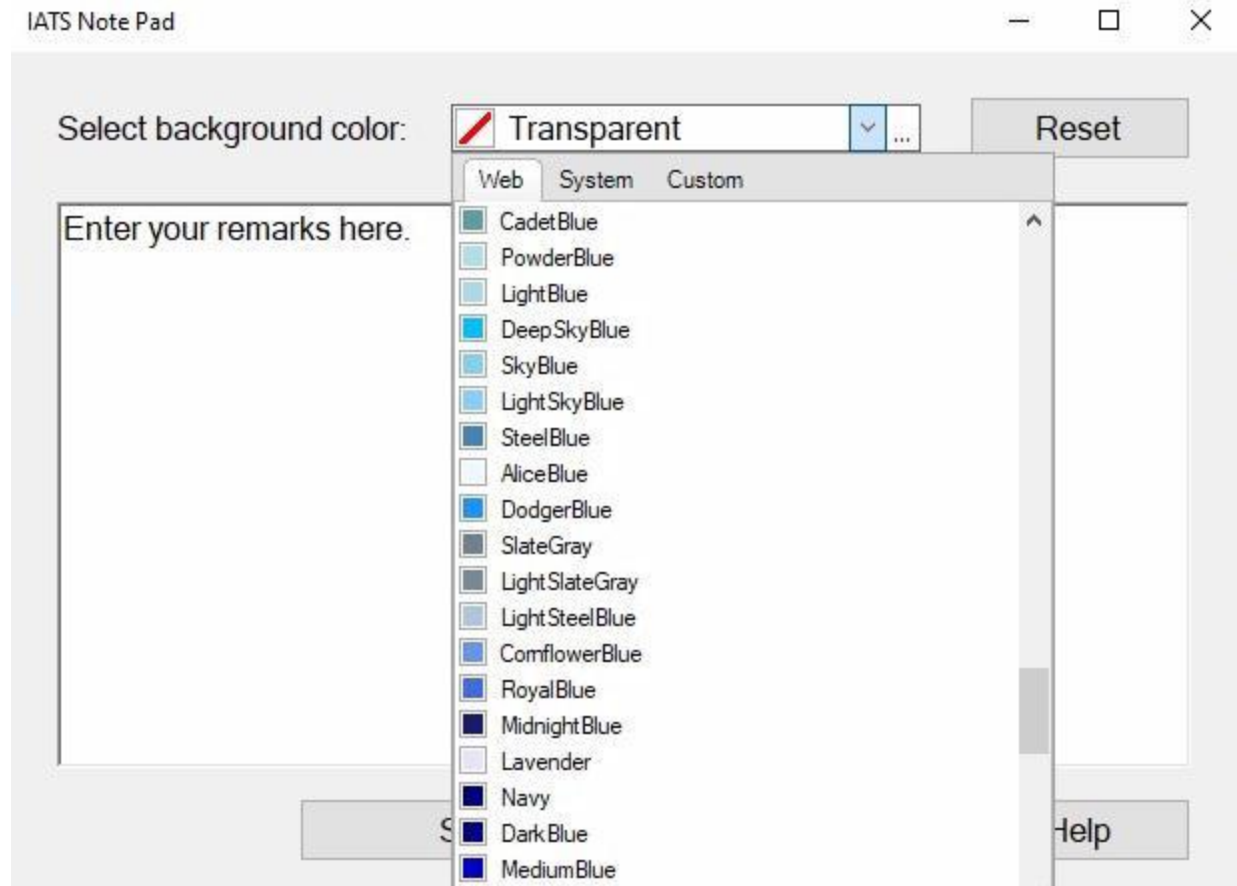 IATS Note Pad
Select background color:
Transparent
...
Reset
Web System Custom
Enter your remarks here.
CadetBlue
PowderBlue
LightBlue
DeepSkyBlue
SkyBlue
LightSkyBlue
SteelBlue
AliceBlue
DodgerBlue
SlateGray
LightSlateGray
LightSteelBlue
CornflowerBlue
RoyalBlue
MidnightBlue
Lavender
Navy
DarkBlue
MediumBlue
Help